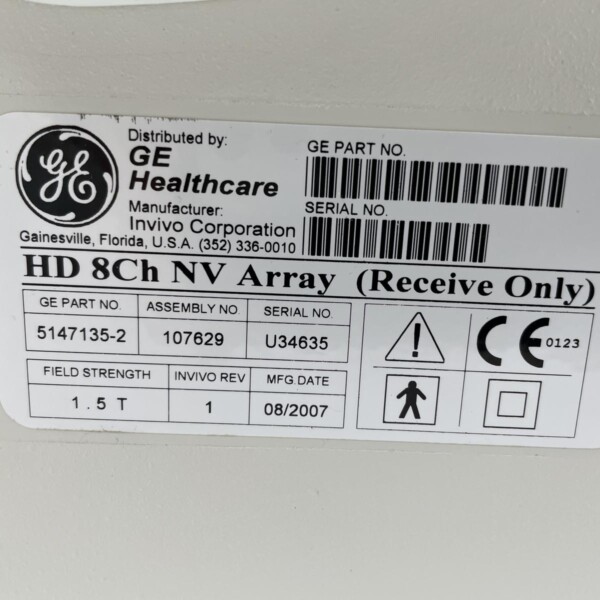 GE
Distributed by:
GE
Healthcare
Manufacturer:
Invivo Corporation
Gainesville, Florida, U.S.A. (352) 336-0010
GE PART NO.
SERIAL NO.
HD 8Ch NV Array (Receive Only)
GE PART NO. ASSEMBLY NO. SERIAL NO.
5147135-2 107629 U34635
FIELD STRENGTH INVIVO REV MFG.DATE
1.5 T 1 08/2007
CE 0123